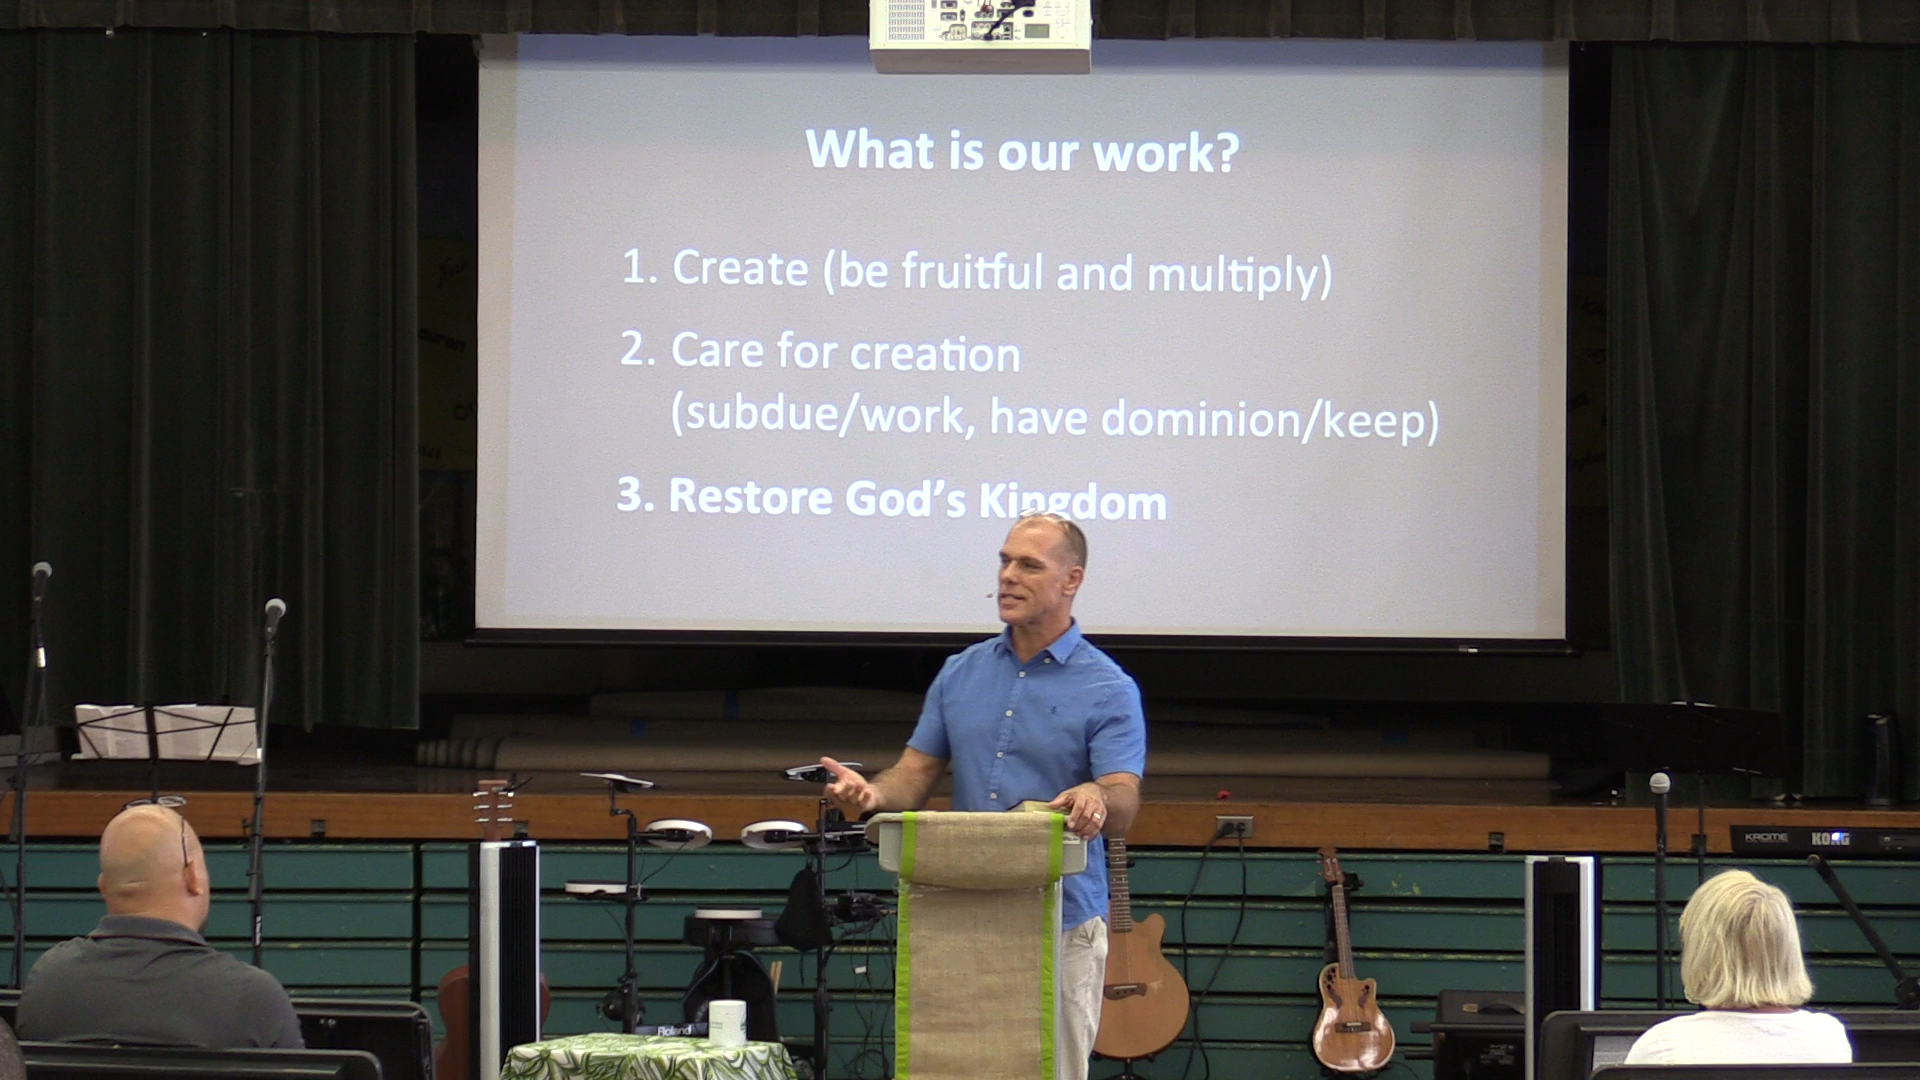 What is our work?
1. Create (be fruitful and multiply)
2. Care for creation
(subdue/work, have dominion/keep)
3. Restore God's Kingdom
KROME KORG
Roland